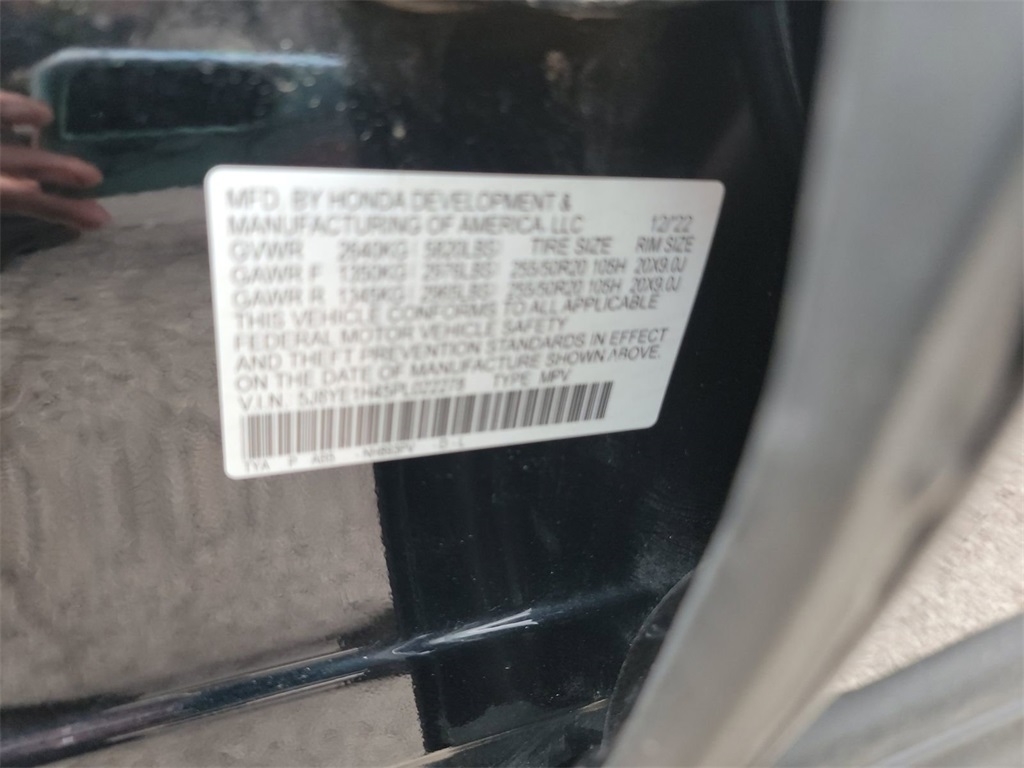 MFD. BY HONDA DEVELOPMENT &
MANUFACTURING OF AMERICA, LLC 12/22
GVWR 2640KG 5820LBS TIRE SIZE RIM SIZE
GAWR F 1350KG 255/50R20 105H 20X9.0J
GAWR R 1345KG 255/50R20 105H 20X9.0J
THIS VEHICLE CONFORMS TO ALL APPLICABLE
FEDERAL MOTOR VEHICLE SAFETY
AND THEFT PREVENTION STANDARDS IN EFFECT
ON THE DATE OF MANUFACTURE SHOWN ABOVE.
V.I.N. TYPE MPV
TYA P